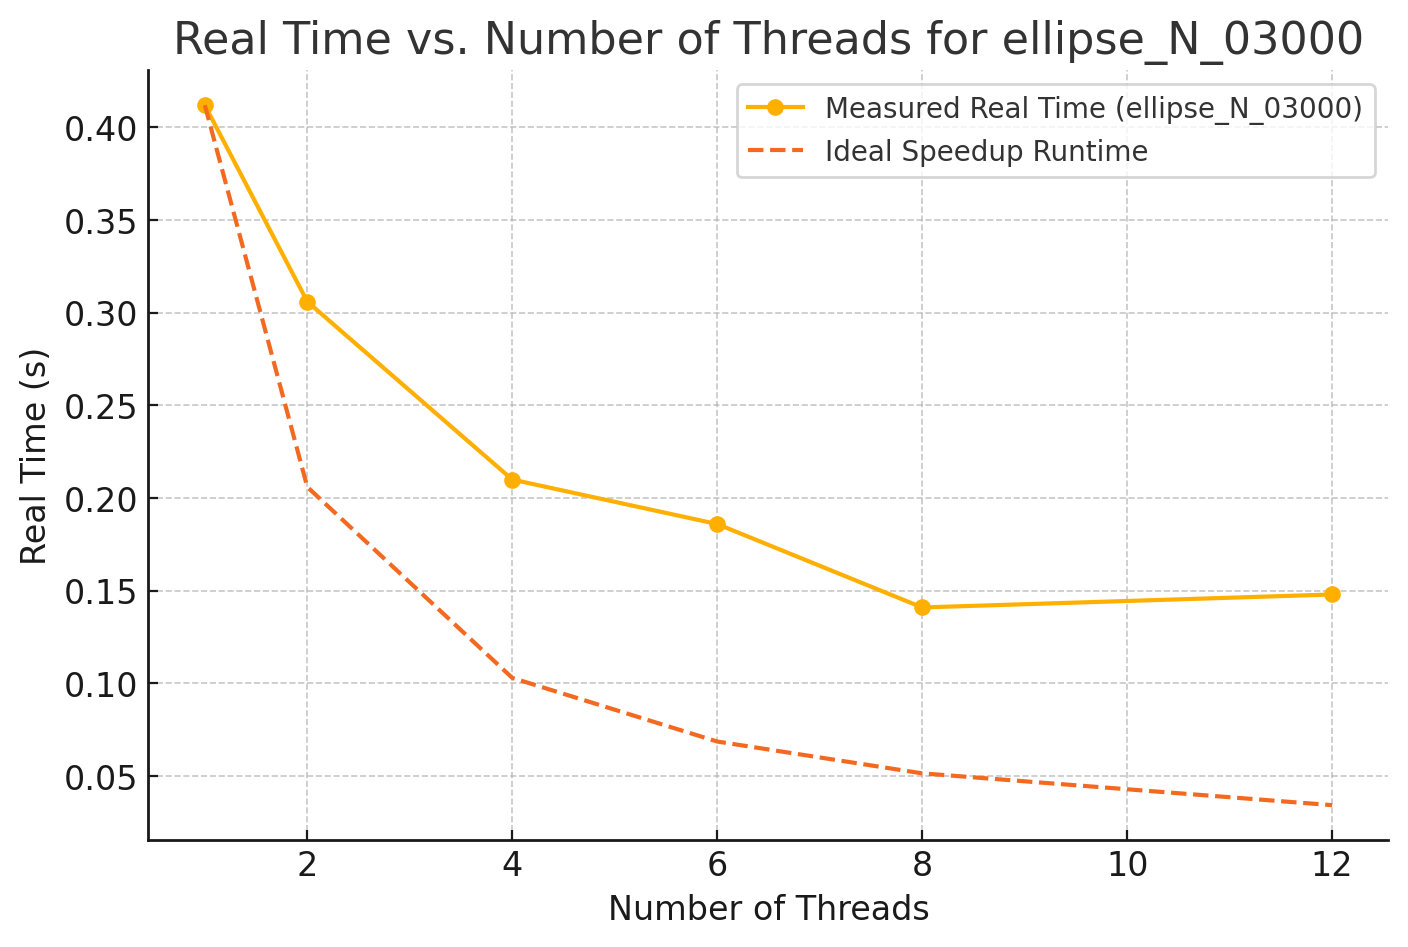 Real Time vs. Number of Threads for ellipse_N_03000
Measured Real Time (ellipse_N_03000)
Ideal Speedup Runtime
Real Time (s)
0.40
0.35
0.30
0.25
0.20
0.15
0.10
0.05
2 4 6 8 10 12
Number of Threads